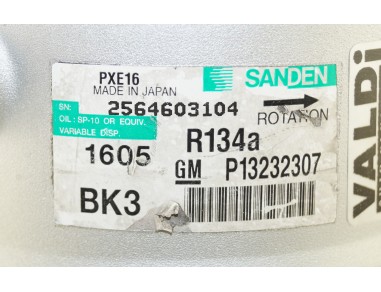 PXE16
MADE IN JAPAN
SANDEN
SN:
2564603104
ROTATION
OIL: SP-10 OR EQUIV.
VARIABLE DISP.
1605
R134a
GM P13232307
BK3
VALDi